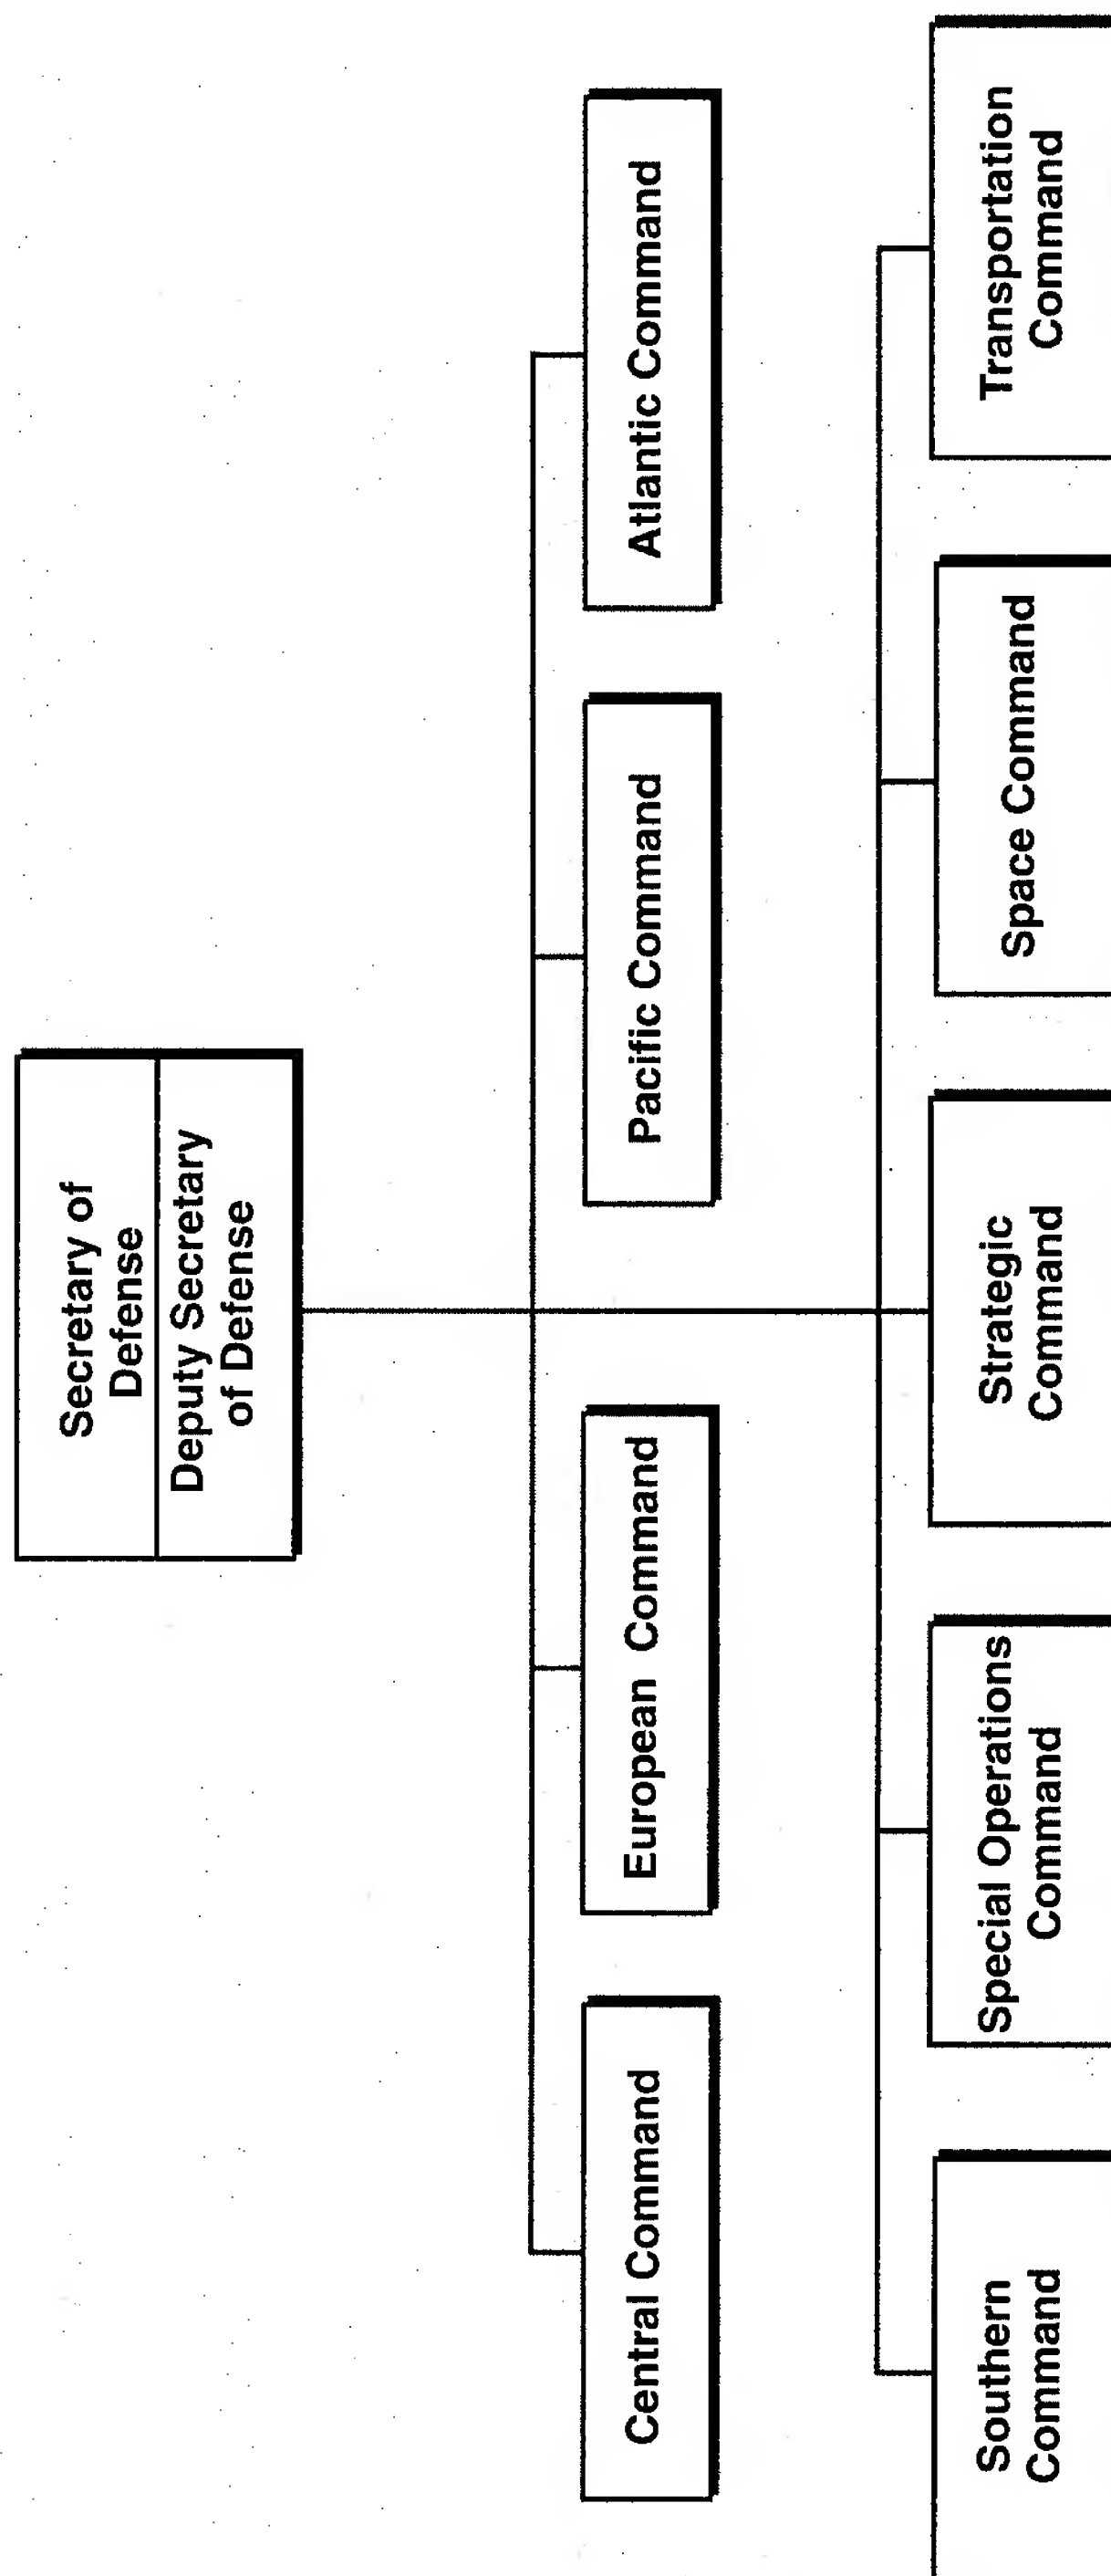 Secretary of
Defense
Deputy Secretary
of Defense
Central Command
European Command
Pacific Command
Atlantic Command
Southern
Command
Special Operations
Command
Strategic
Command
Space Command
Transportation
Command